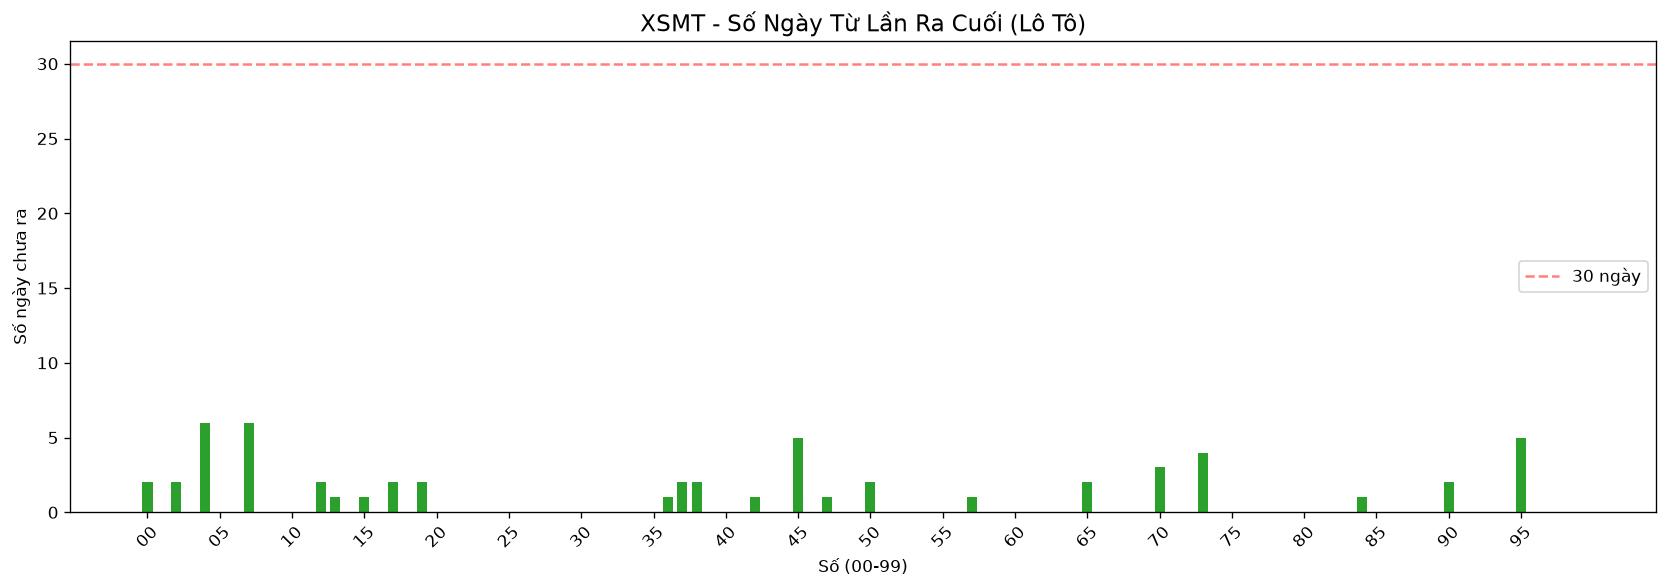 XSMT - Số Ngày Từ Lần Ra Cuối (Lô Tô)
Số ngày chưa ra
30
25
20
15
10
5
0
30 ngày
00 05 10 15 20 25 30 35 40 45 50 55 60 65 70 75 80 85 90 95
Số (00-99)